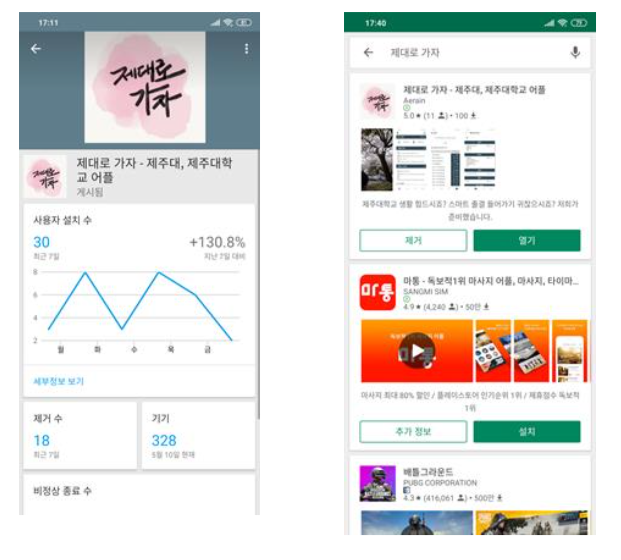 17:11
80
제대로
가자
제대로 가자 - 제주대, 제주대학
교 어플
게시됨
사용자 설치 수
30
+130.8%
최근 7일
지난 7일 대비
8
6
4
2
월
화
수
목
금
세부정보 보기
제거 수
18
최근 7일
기기
328
5월 10일 현재
비정상 종료 수
17:40
제대로 가자
제대로 가자 - 제주대, 제주대학교 어플
Aerain
5.0 ★ (11 ) • 100
제주대학교 생활 힘드시죠? 스마트 출결 들어가기 귀찮으시죠? 저희가
준비했습니다.
제거
열기
마통
마통 - 독보적1위 마사지 어플, 마사지, 타이마...
SANGMI SIM
4.9 ★ (4,240 ) • 50만
마통
마사지 최대 80% 할인 / 플레이스토어 인기순위 1위 / 제휴점수 독보적
1위
추가 정보
설치
배틀그라운드
PUBG CORPORATION
4.3 ★ (416,061 ) • 500만